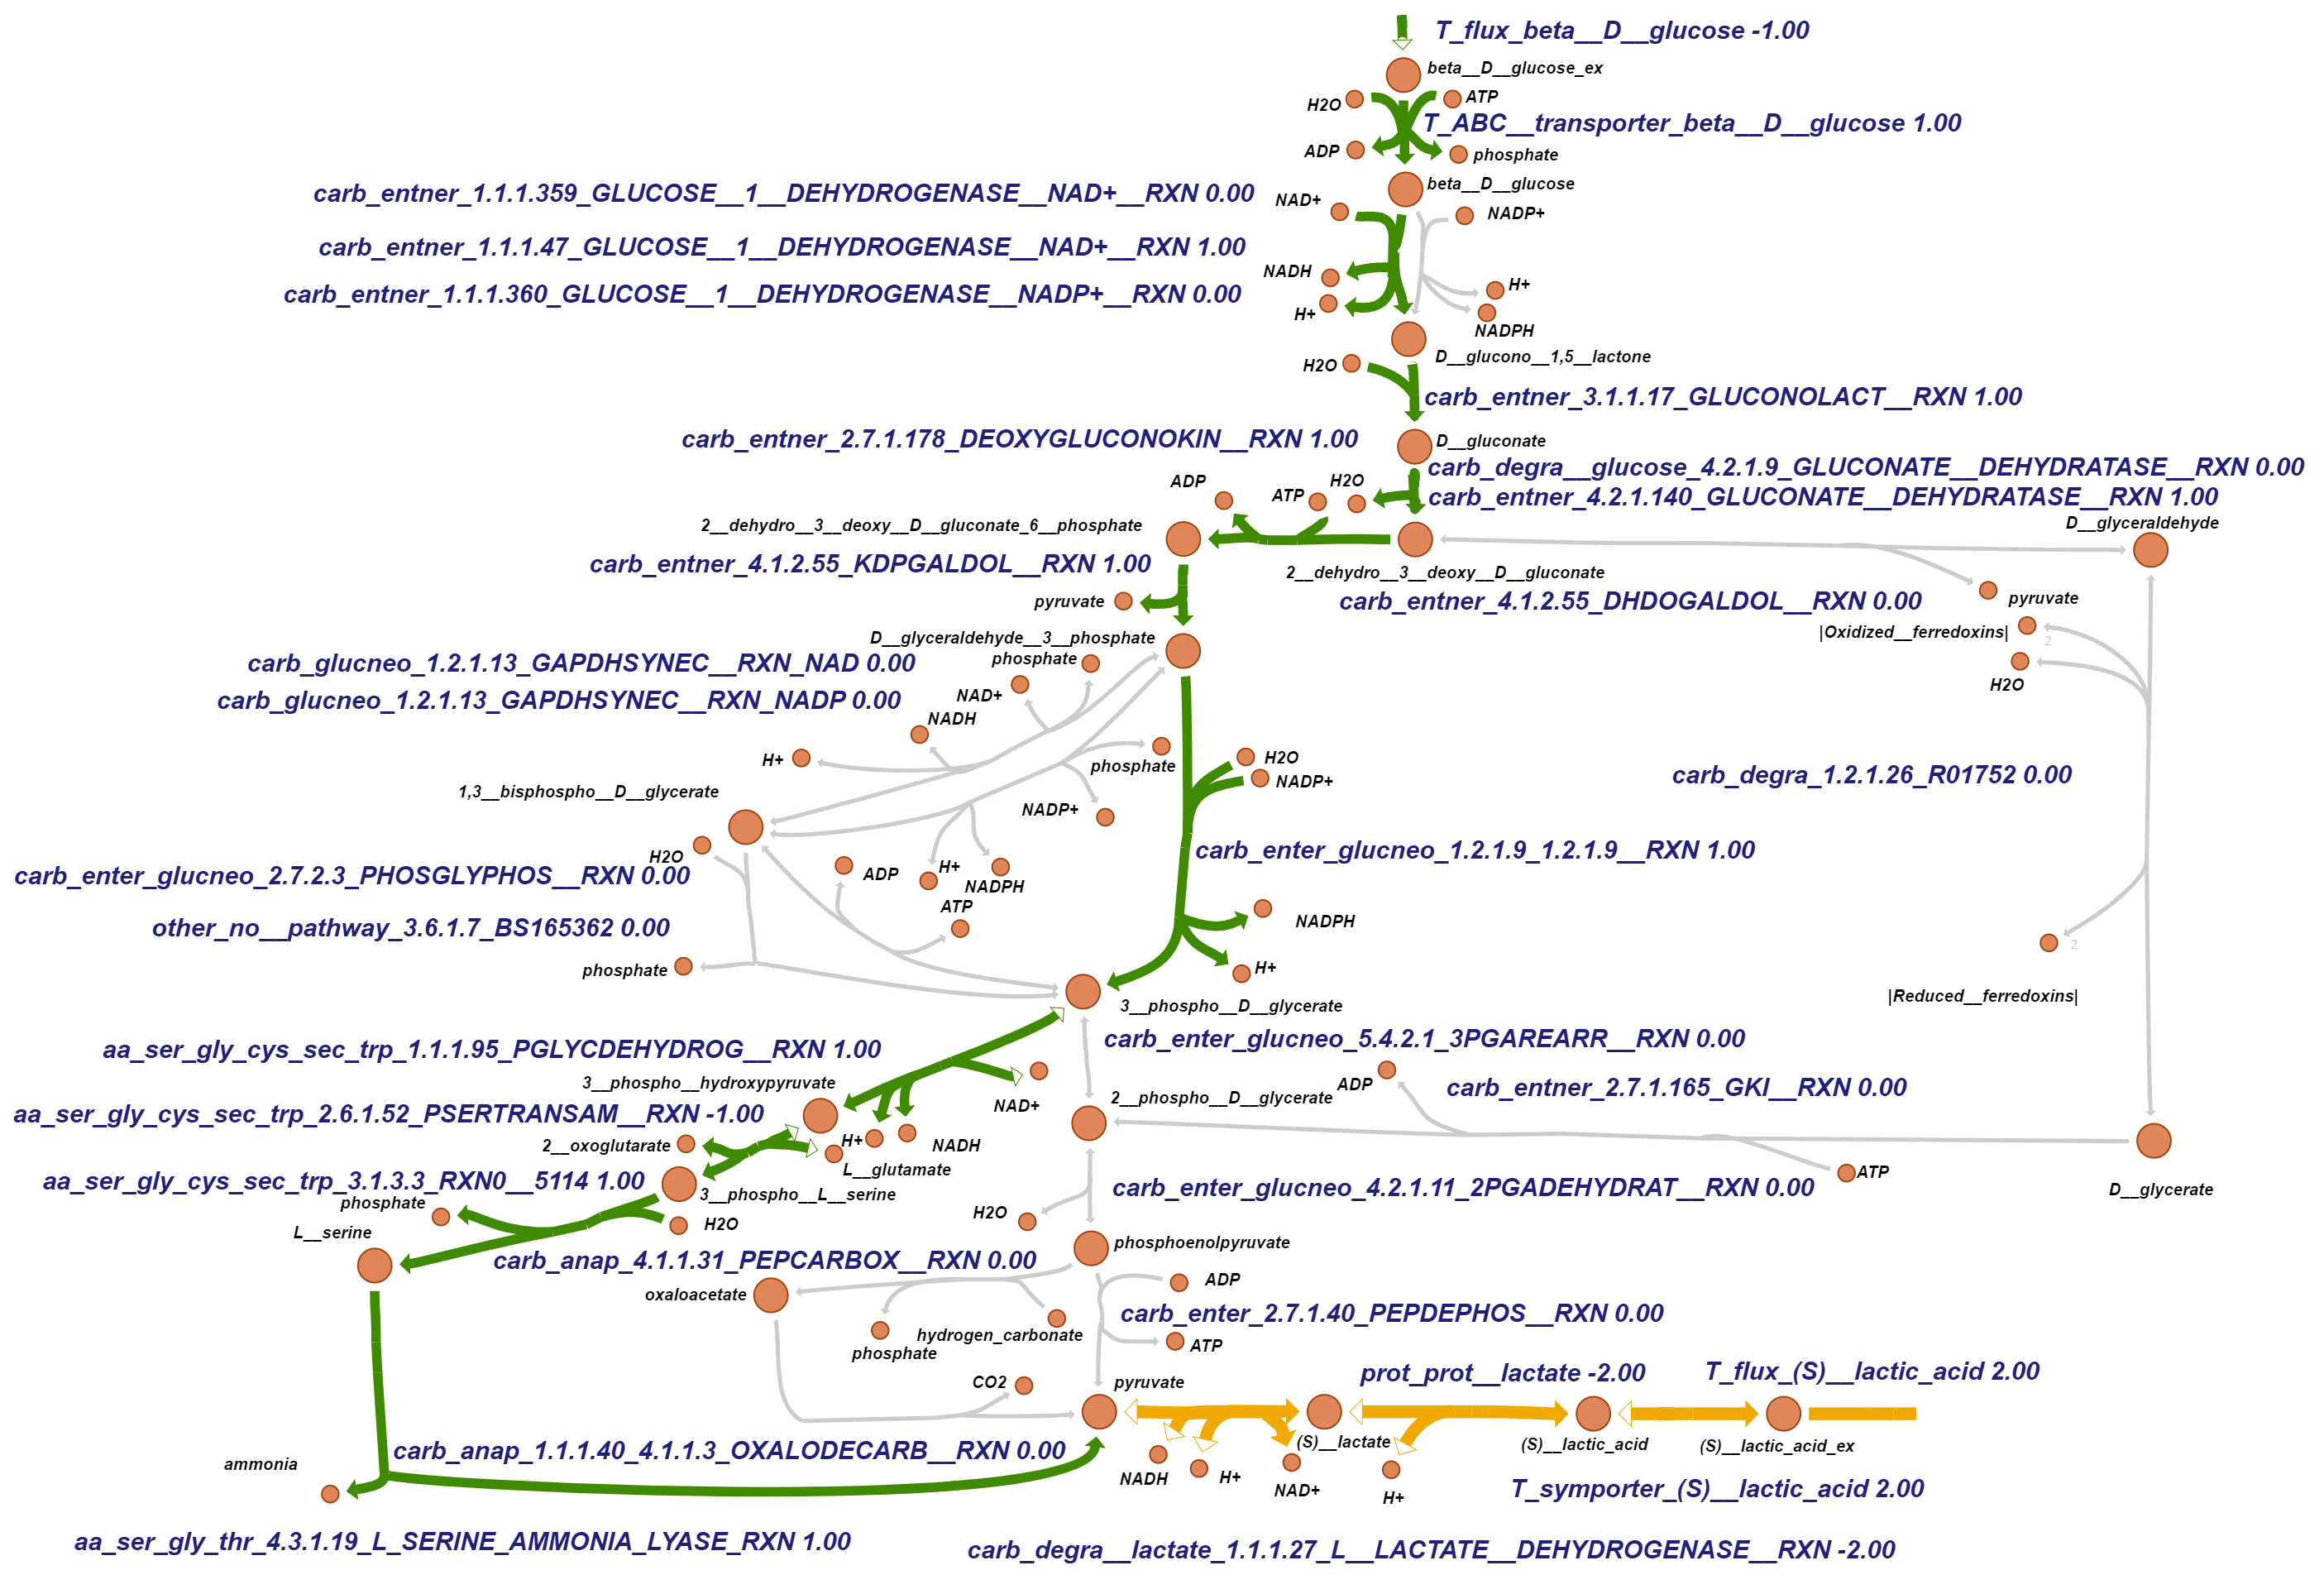 T_flux_beta__D__glucose -1.00
beta__D__glucose_ex
H2O
ATP
T_ABC__transporter_beta__D__glucose 1.00
ADP
phosphate
beta__D__glucose
carb_entner_1.1.1.359_GLUCOSE__1__DEHYDROGENASE__NAD+__RXN 0.00
NAD+
NADP+
carb_entner_1.1.1.47_GLUCOSE__1__DEHYDROGENASE__NAD+__RXN 1.00
NADH
H+
carb_entner_1.1.1.360_GLUCOSE__1__DEHYDROGENASE__NADP+__RXN 0.00
H+
NADPH
D__glucono__1,5__lactone
H2O
carb_entner_3.1.1.17_GLUCONOLACT__RXN 1.00
carb_entner_2.7.1.178_DEOXYGLUCONOKIN__RXN 1.00
D__gluconate
carb_degra__glucose_4.2.1.9_GLUCONATE__DEHYDRATASE__RXN 0.00
ADP
ATP
H2O
carb_entner_4.2.1.140_GLUCONATE__DEHYDRATASE__RXN 1.00
2__dehydro__3__deoxy__D__gluconate_6__phosphate
D__glyceraldehyde
carb_entner_4.1.2.55_KDPGALDOL__RXN 1.00
2__dehydro__3__deoxy__D__gluconate
pyruvate
carb_entner_4.1.2.55_DHDOGALDOL__RXN 0.00
pyruvate
D__glyceraldehyde__3__phosphate
|Oxidized__ferredoxins|
2
carb_glucneo_1.2.1.13_GAPDHSYNEC__RXN_NAD 0.00
phosphate
H2O
carb_glucneo_1.2.1.13_GAPDHSYNEC__RXN_NADP 0.00
NAD+
NADH
H+
phosphate
H2O
NADP+
carb_degra_1.2.1.26_R01752 0.00
1,3__bisphospho__D__glycerate
NADP+
H2O
carb_enter_glucneo_1.2.1.9_1.2.1.9__RXN 1.00
carb_enter_glucneo_2.7.2.3_PHOSGLYPHOS__RXN 0.00
ADP
H+
NADPH
ATP
other_no__pathway_3.6.1.7_BS165362 0.00
NADPH
2
phosphate
H+
3__phospho__D__glycerate
|Reduced__ferredoxins|
aa_ser_gly_cys_sec_trp_1.1.1.95_PGLYCDEHYDROG__RXN 1.00
carb_enter_glucneo_5.4.2.1_3PGAREARR__RXN 0.00
3__phospho__hydroxypyruvate
NAD+
ADP
carb_entner_2.7.1.165_GKI__RXN 0.00
2__phospho__D__glycerate
aa_ser_gly_cys_sec_trp_2.6.1.52_PSERTRANSAM__RXN -1.00
2__oxoglutarate
H+
NADH
L__glutamate
ATP
aa_ser_gly_cys_sec_trp_3.1.3.3_RXN0__5114 1.00
3__phospho__L__serine
carb_enter_glucneo_4.2.1.11_2PGADEHYDRAT__RXN 0.00
D__glycerate
phosphate
H2O
H2O
L__serine
phosphoenolpyruvate
carb_anap_4.1.1.31_PEPCARBOX__RXN 0.00
ADP
oxaloacetate
carb_enter_2.7.1.40_PEPDEPHOS__RXN 0.00
hydrogen_carbonate
phosphate
ATP
prot_prot__lactate -2.00
T_flux_(S)__lactic_acid 2.00
CO2
pyruvate
(S)__lactate
(S)__lactic_acid
(S)__lactic_acid_ex
carb_anap_1.1.1.40_4.1.1.3_OXALODECARB__RXN 0.00
ammonia
NADH
H+
NAD+
H+
T_symporter_(S)__lactic_acid 2.00
aa_ser_gly_thr_4.3.1.19_L_SERINE_AMMONIA_LYASE_RXN 1.00
carb_degra__lactate_1.1.1.27_L__LACTATE__DEHYDROGENASE__RXN -2.00